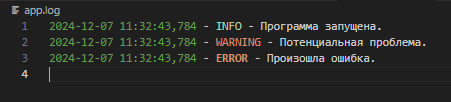 app.log
1 2024-12-07 11:32:43,784 - INFO - Программа запущена.
2 2024-12-07 11:32:43,784 - WARNING - Потенциальная проблема.
3 2024-12-07 11:32:43,784 - ERROR - Произошла ошибка.
4